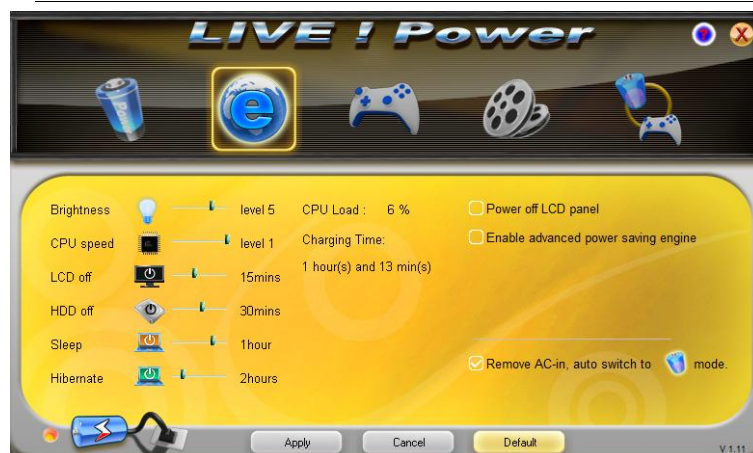 LIVE ! Power
Power
e
Brightness level 5
CPU speed level 1
LCD off 15mins
HDD off 30mins
Sleep 1hour
Hibernate 2hours
CPU Load : 6 %
Charging Time:
1 hour(s) and 13 min(s)
Power off LCD panel
Enable advanced power saving engine
Remove AC-in, auto switch to mode.
Apply Cancel Default
V 1.11